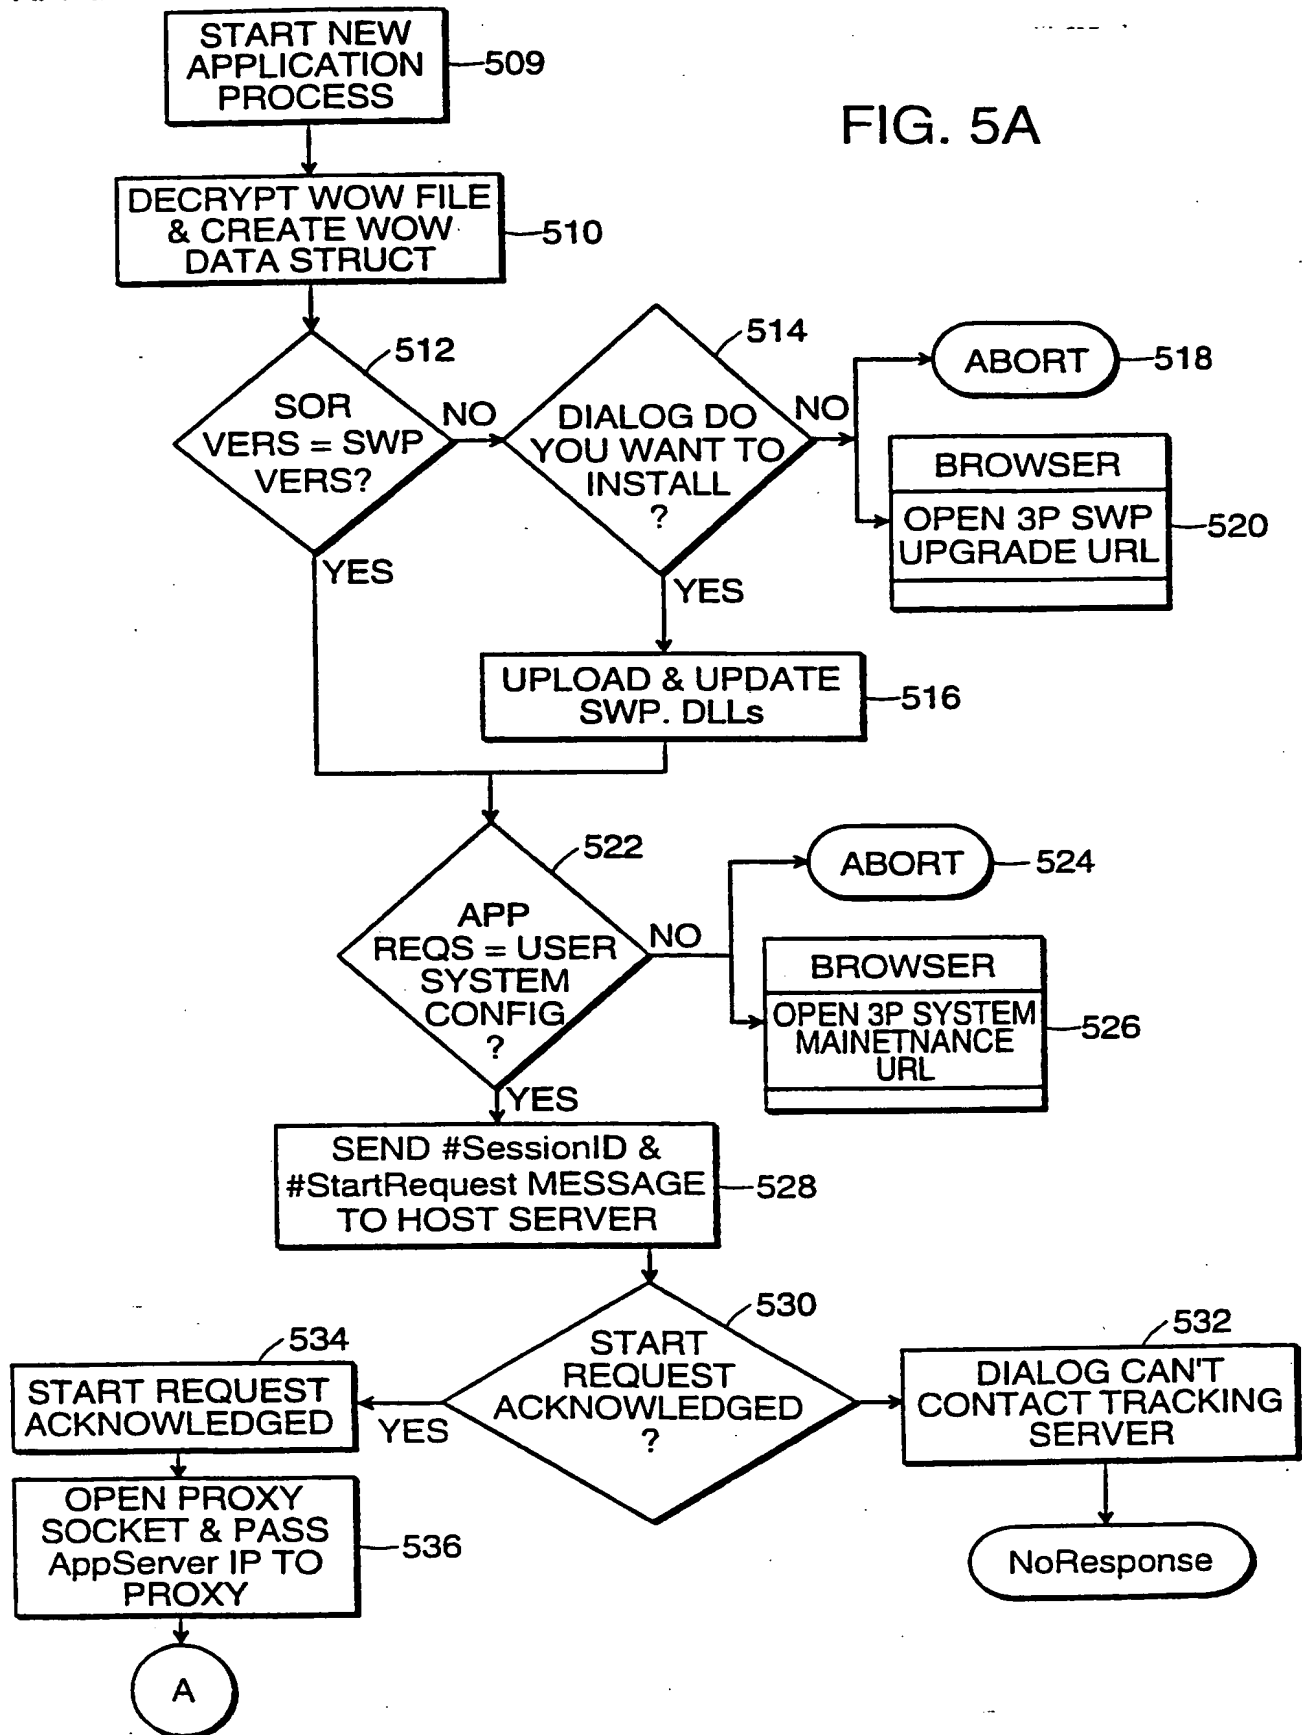 START NEW
APPLICATION
PROCESS
509
FIG. 5A
DECRYPT WOW FILE
& CREATE WOW
DATA STRUCT
510
512
SOR
VERS = SWP
VERS?
NO
YES
514
DIALOG DO
YOU WANT TO
INSTALL
?
NO
YES
ABORT
518
BROWSER
OPEN 3P SWP
UPGRADE URL
520
UPLOAD & UPDATE
SWP. DLLs
516
522
APP
REQS = USER
SYSTEM
CONFIG
?
NO
YES
ABORT
524
BROWSER
OPEN 3P SYSTEM
MAINETNANCE
URL
526
SEND #SessionID &
#StartRequest MESSAGE
TO HOST SERVER
528
530
START
REQUEST
ACKNOWLEDGED
?
YES
532
DIALOG CAN'T
CONTACT TRACKING
SERVER
NoResponse
534
START REQUEST
ACKNOWLEDGED
OPEN PROXY
SOCKET & PASS
AppServer IP TO
PROXY
536
A